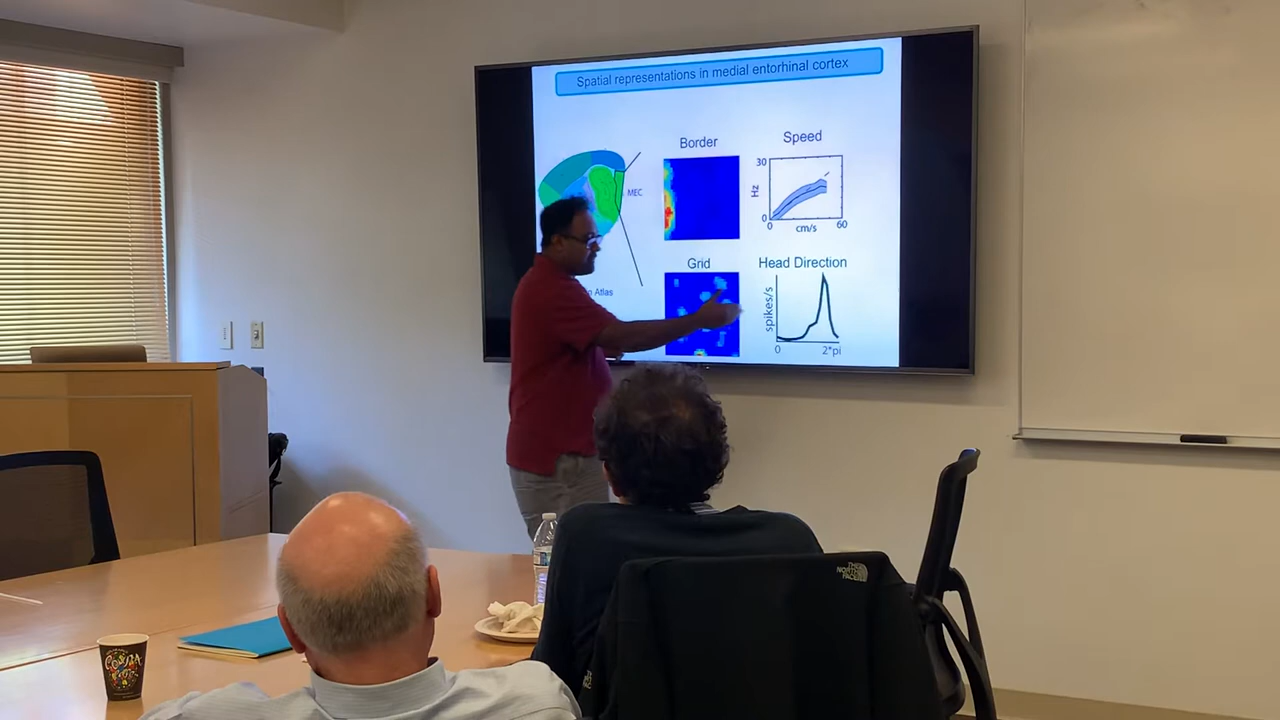 Spatial representations in medial entorhinal cortex
Border
Speed
MEC
30
Hz
0
0
60
cm/s
Grid
Head Direction
Atlas
spikes/s
0
2*pi
THE
NORTH
FACE
COSTA